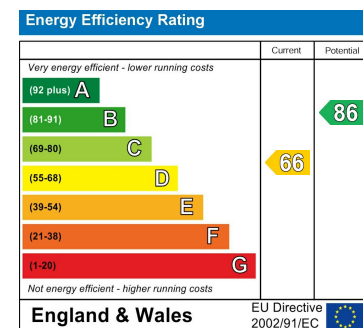 Energy Efficiency Rating
Current Potential
Very energy efficient - lower running costs
(92 plus) A
(81-91) B
(69-80) C
(55-68) D
(39-54) E
(21-38) F
(1-20) G
66
86
Not energy efficient - higher running costs
England & Wales
EU Directive
2002/91/EC